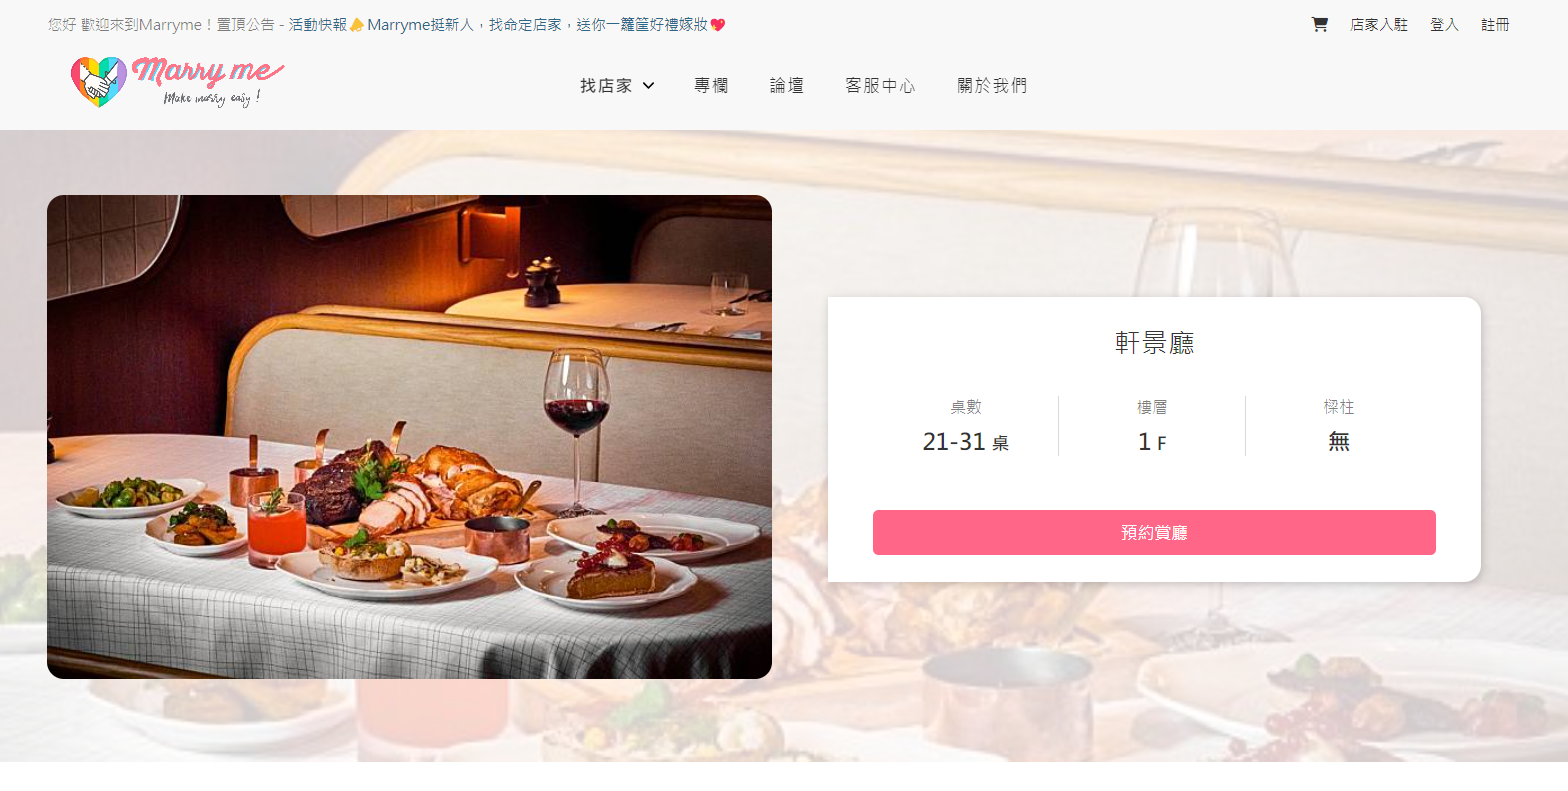 您好 歡迎來到Marryme！置頂公告 - 活動快報📣Marryme挺新人，找命定店家，送你一籮筐好禮嫁妝💖
店家入駐 登入 註冊
Marry me
Make marry easy !
找店家 專欄 論壇 客服中心 關於我們
軒景廳
桌數 樓層 樑柱
21-31 桌 1 F 無
預約賞廳